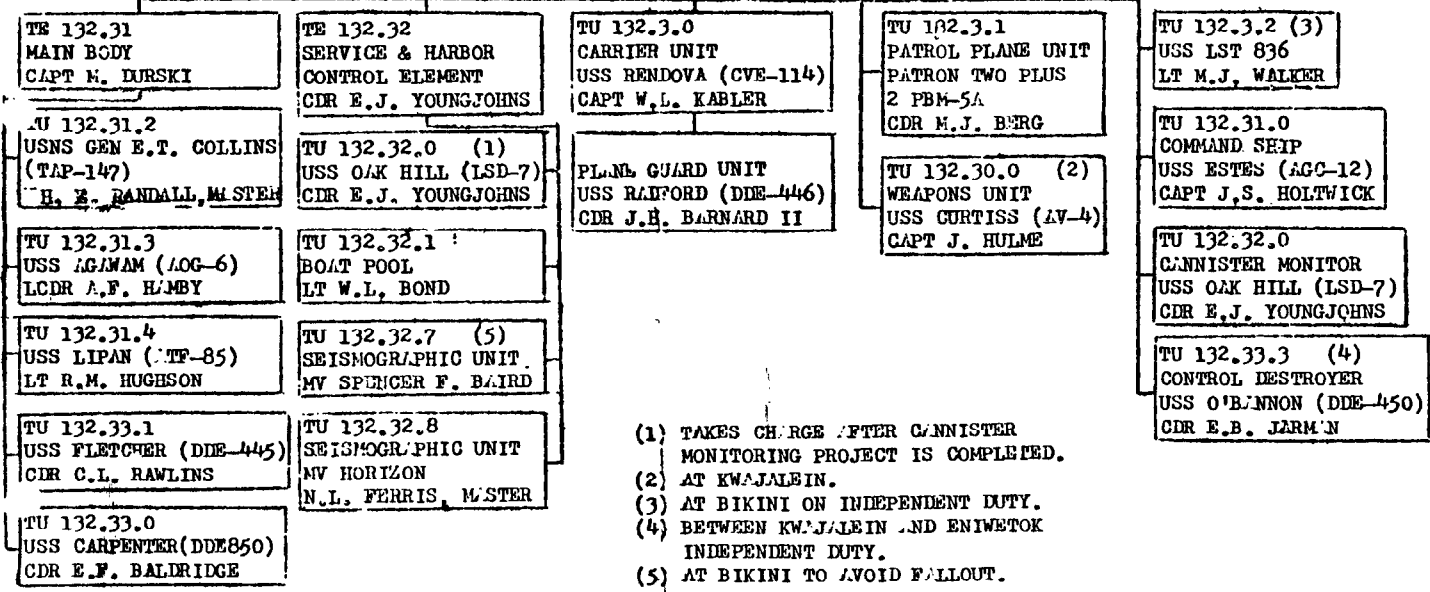 TE 132.31
MAIN BODY
CAPT M. DURSKI
TU 132.31.2
USNS GEN E.T. COLLINS
(TAP-147)
H. E. RANDALL, MASTER
TU 132.31.3
USS AGAWAM (AOG-6)
LCDR A.F. HAMBY
TU 132.31.4
USS LIPAN (ATF-85)
LT R.M. HUGHSON
TU 132.33.1
USS FLETCHER (DDE-445)
CDR C.L. RAWLINS
TU 132.33.0
USS CARPENTER(DDE850)
CDR E.F. BALDRIDGE
TE 132.32
SERVICE & HARBOR
CONTROL ELEMENT
CDR E.J. YOUNGJOHNS
TU 132.32.0 (1)
USS OAK HILL (LSD-7)
CDR E.J. YOUNGJOHNS
TU 132.32.1
BOAT POOL
LT W.L. BOND
TU 132.32.7 (5)
SEISMOGRAPHIC UNIT
MV SPENCER F. BAIRD
TU 132.32.8
SEISMOGRAPHIC UNIT
MV HORIZON
N.L. FERRIS, MASTER
TU 132.3.0
CARRIER UNIT
USS RENDOVA (CVE-114)
CAPT W.L. KABLER
PLANE GUARD UNIT
USS RADFORD (DDE-446)
CDR J.B. BARNARD II
TU 132.3.1
PATROL PLANE UNIT
PATRON TWO PLUS
2 PBM-5A
CDR M.J. BERG
TU 132.30.0 (2)
WEAPONS UNIT
USS CURTISS (AV-4)
CAPT J. HULME
TU 132.3.2 (3)
USS LST 836
LT M.J. WALKER
TU 132.31.0
COMMAND SHIP
USS ESTES (AGC-12)
CAPT J.S. HOLTWICK
TU 132.32.0
CANNISTER MONITOR
USS OAK HILL (LSD-7)
CDR E.J. YOUNGJOHNS
TU 132.33.3 (4)
CONTROL DESTROYER
USS O'BANNON (DDE-450)
CDR E.B. JARMAN
(1) TAKES CHARGE AFTER CANNISTER
MONITORING PROJECT IS COMPLETED.
(2) AT KWAJALEIN.
(3) AT BIKINI ON INDEPENDENT DUTY.
(4) BETWEEN KWAJALEIN AND ENIWETOK
INDEPENDENT DUTY.
(5) AT BIKINI TO AVOID FALLOUT.